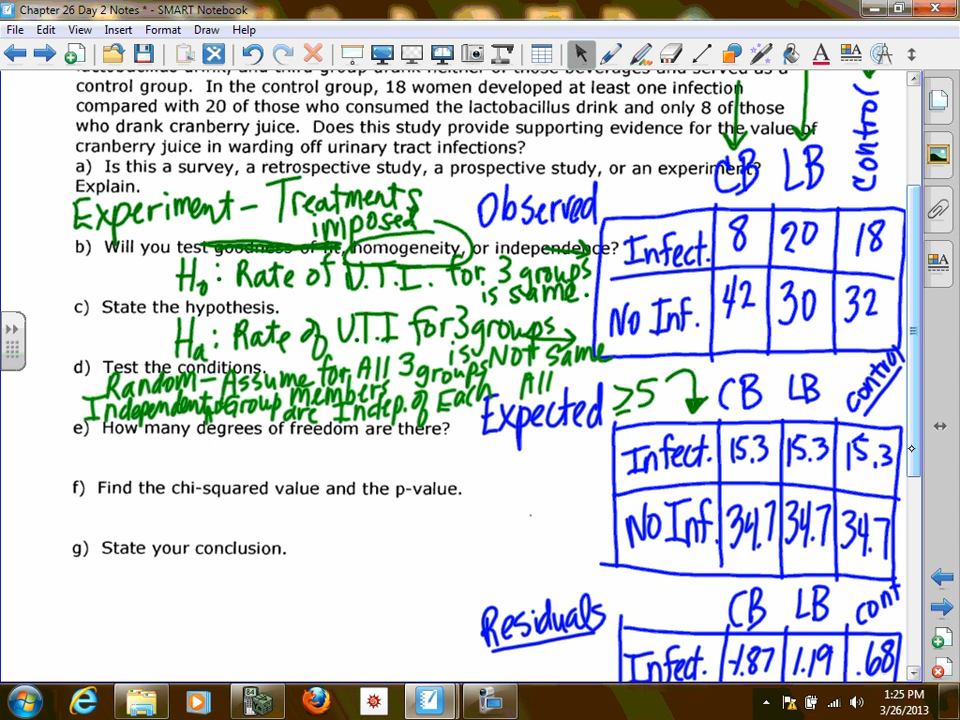 Chapter 26 Day 2 Notes * - SMART Notebook
File Edit View Insert Format Draw Help
control group. In the control group, 18 women developed at least one infection
compared with 20 of those who consumed the lactobacillus drink and only 8 of those
who drank cranberry juice. Does this study provide supporting evidence for the value of
cranberry juice in warding off urinary tract infections?
a) Is this a survey, a retrospective study, a prospective study, or an experiment?
Explain.
Experiment - Treatments
imposed
b) Will you test goodness of fit, homogeneity, or independence?
H₀: Rate of U.T.I. for 3 groups
is same.
c) State the hypothesis.
Ha: Rate of U.T.I for 3 groups
is Not same
d) Test the conditions.
Random - Assume for All 3 groups
Independent Group members
are Indep. of Each All
e) How many degrees of freedom are there?
f) Find the chi-squared value and the p-value.
g) State your conclusion.
Observed
CB LB Control
Infect. 8 20 18
No Inf. 42 30 32
Expected ≥5
CB LB Control
Infect. 15.3 15.3 15.3
No Inf. 34.7 34.7 34.7
Residuals
CB LB Cont
Infect. -1.87 1.19 .68
1:25 PM
3/26/2013